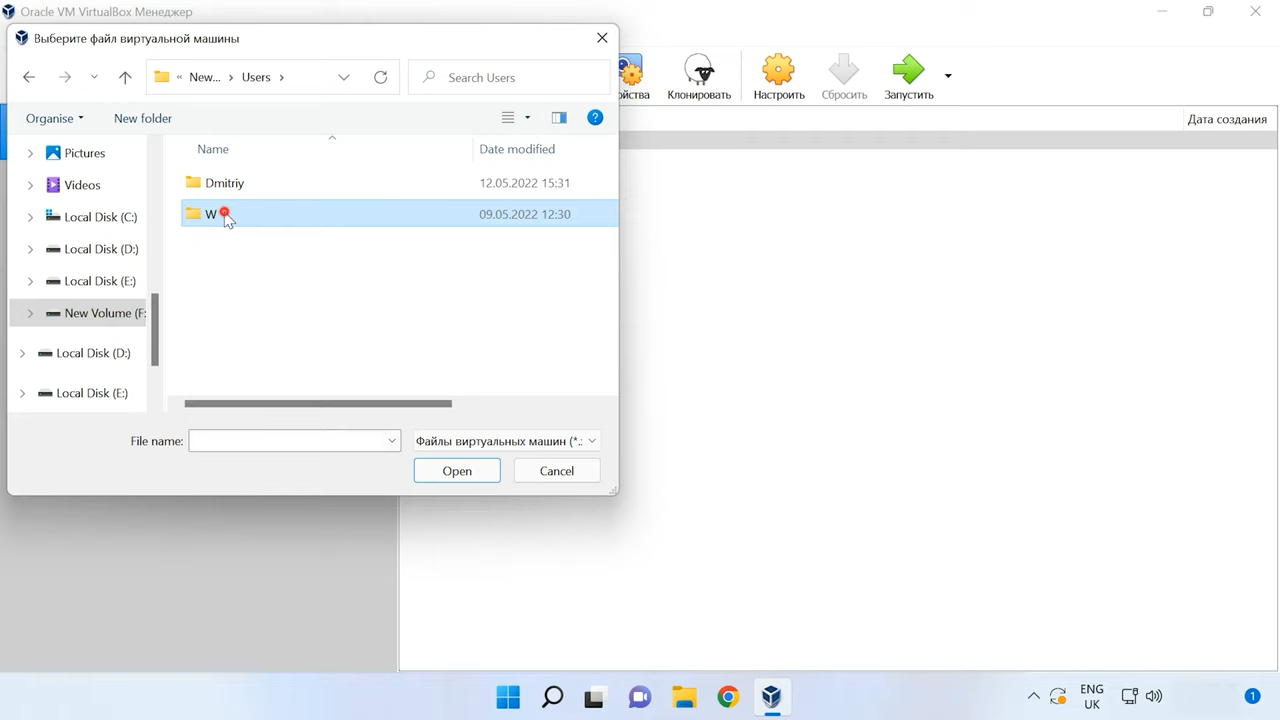 Oracle VM VirtualBox Менеджер
Выберите файл виртуальной машины
« New... > Users >
Search Users
Organise
New folder
йства
Клонировать
Настроить
Сбросить
Запустить
Name
Date modified
Дата создания
Pictures
Videos
Local Disk (C:)
Local Disk (D:)
Local Disk (E:)
New Volume (F:
Local Disk (D:)
Local Disk (E:)
Dmitriy
12.05.2022 15:31
W
09.05.2022 12:30
File name:
Файлы виртуальных машин (*.:
Open
Cancel
ENG
UK
1